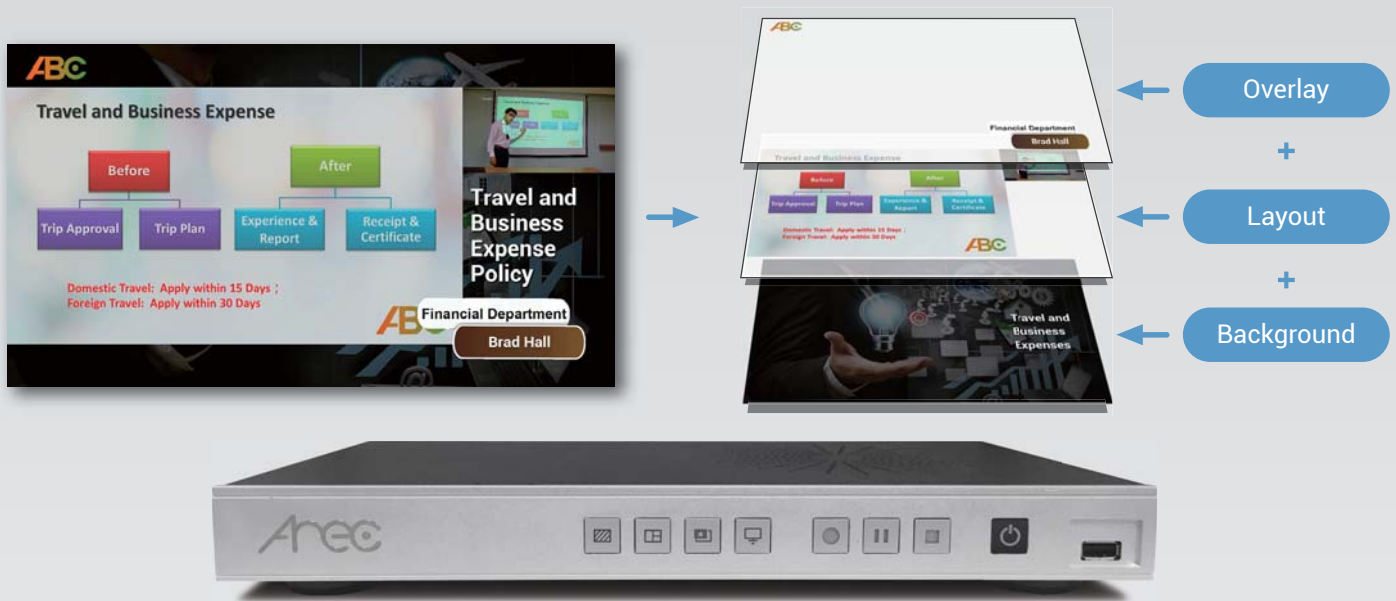 ABC
Travel and Business Expense
Before
After
Trip Approval
Trip Plan
Experience &
Report
Receipt &
Certificate
Domestic Travel: Apply within 15 Days ;
Foreign Travel: Apply within 30 Days
Travel and
Business
Expense
Policy
ABC
Financial Department
Brad Hall
ABC
Financial Department
Brad Hall
Travel and Business Expense
Before
After
Trip Approval
Trip Plan
Experience &
Report
Receipt &
Certificate
Domestic Travel: Apply within 15 Days ;
Foreign Travel: Apply within 30 Days
ABC
Travel and
Business
Expenses
Overlay
+
Layout
+
Background
Arec